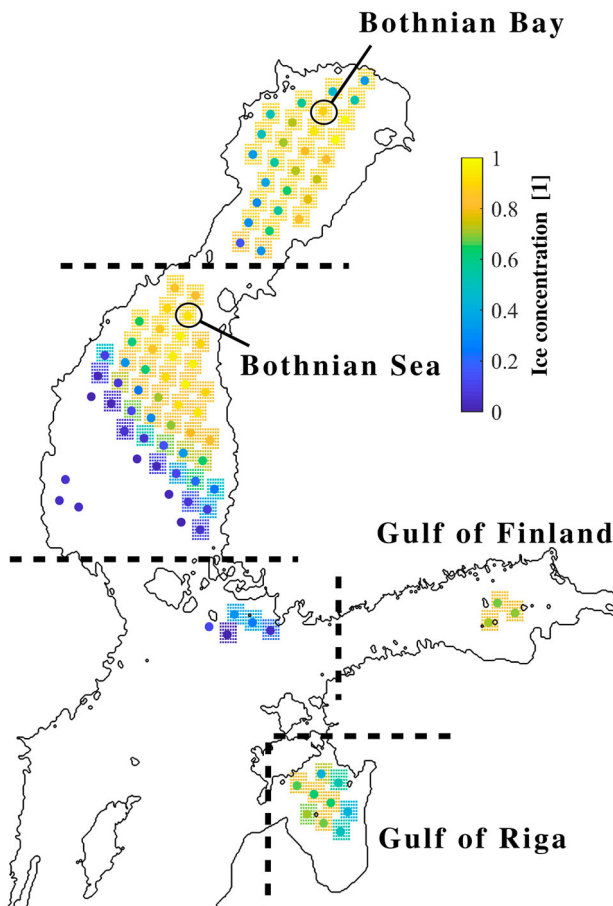 Bothnian Bay
1
0.8
0.6
0.4
0.2
0
Ice concentration [1]
Bothnian Sea
Gulf of Finland
Gulf of Riga